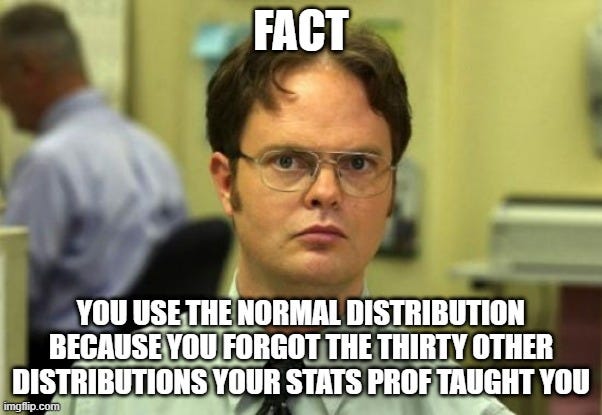 FACT
YOU USE THE NORMAL DISTRIBUTION
BECAUSE YOU FORGOT THE THIRTY OTHER
DISTRIBUTIONS YOUR STATS PROF TAUGHT YOU
imgflip.com